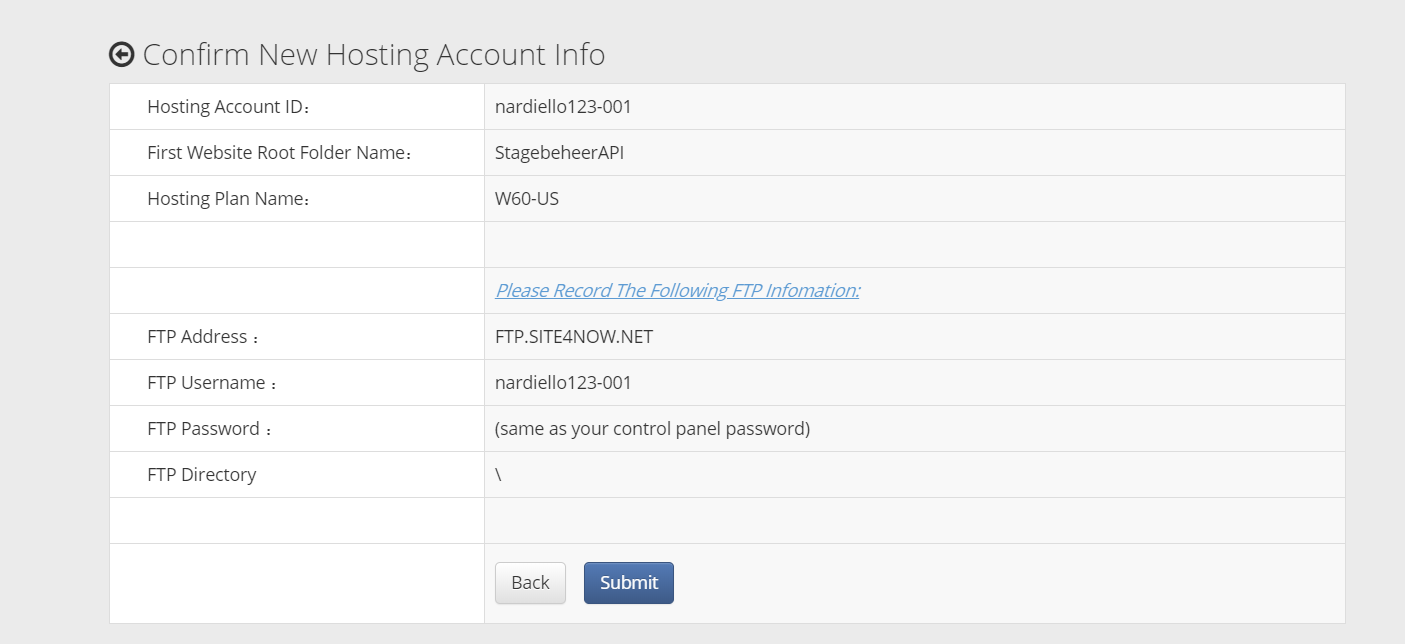 Confirm New Hosting Account Info
Hosting Account ID: nardiello123-001
First Website Root Folder Name: StagebeheerAPI
Hosting Plan Name: W60-US
Please Record The Following FTP Infomation:
FTP Address : FTP.SITE4NOW.NET
FTP Username : nardiello123-001
FTP Password : (same as your control panel password)
FTP Directory \
Back Submit